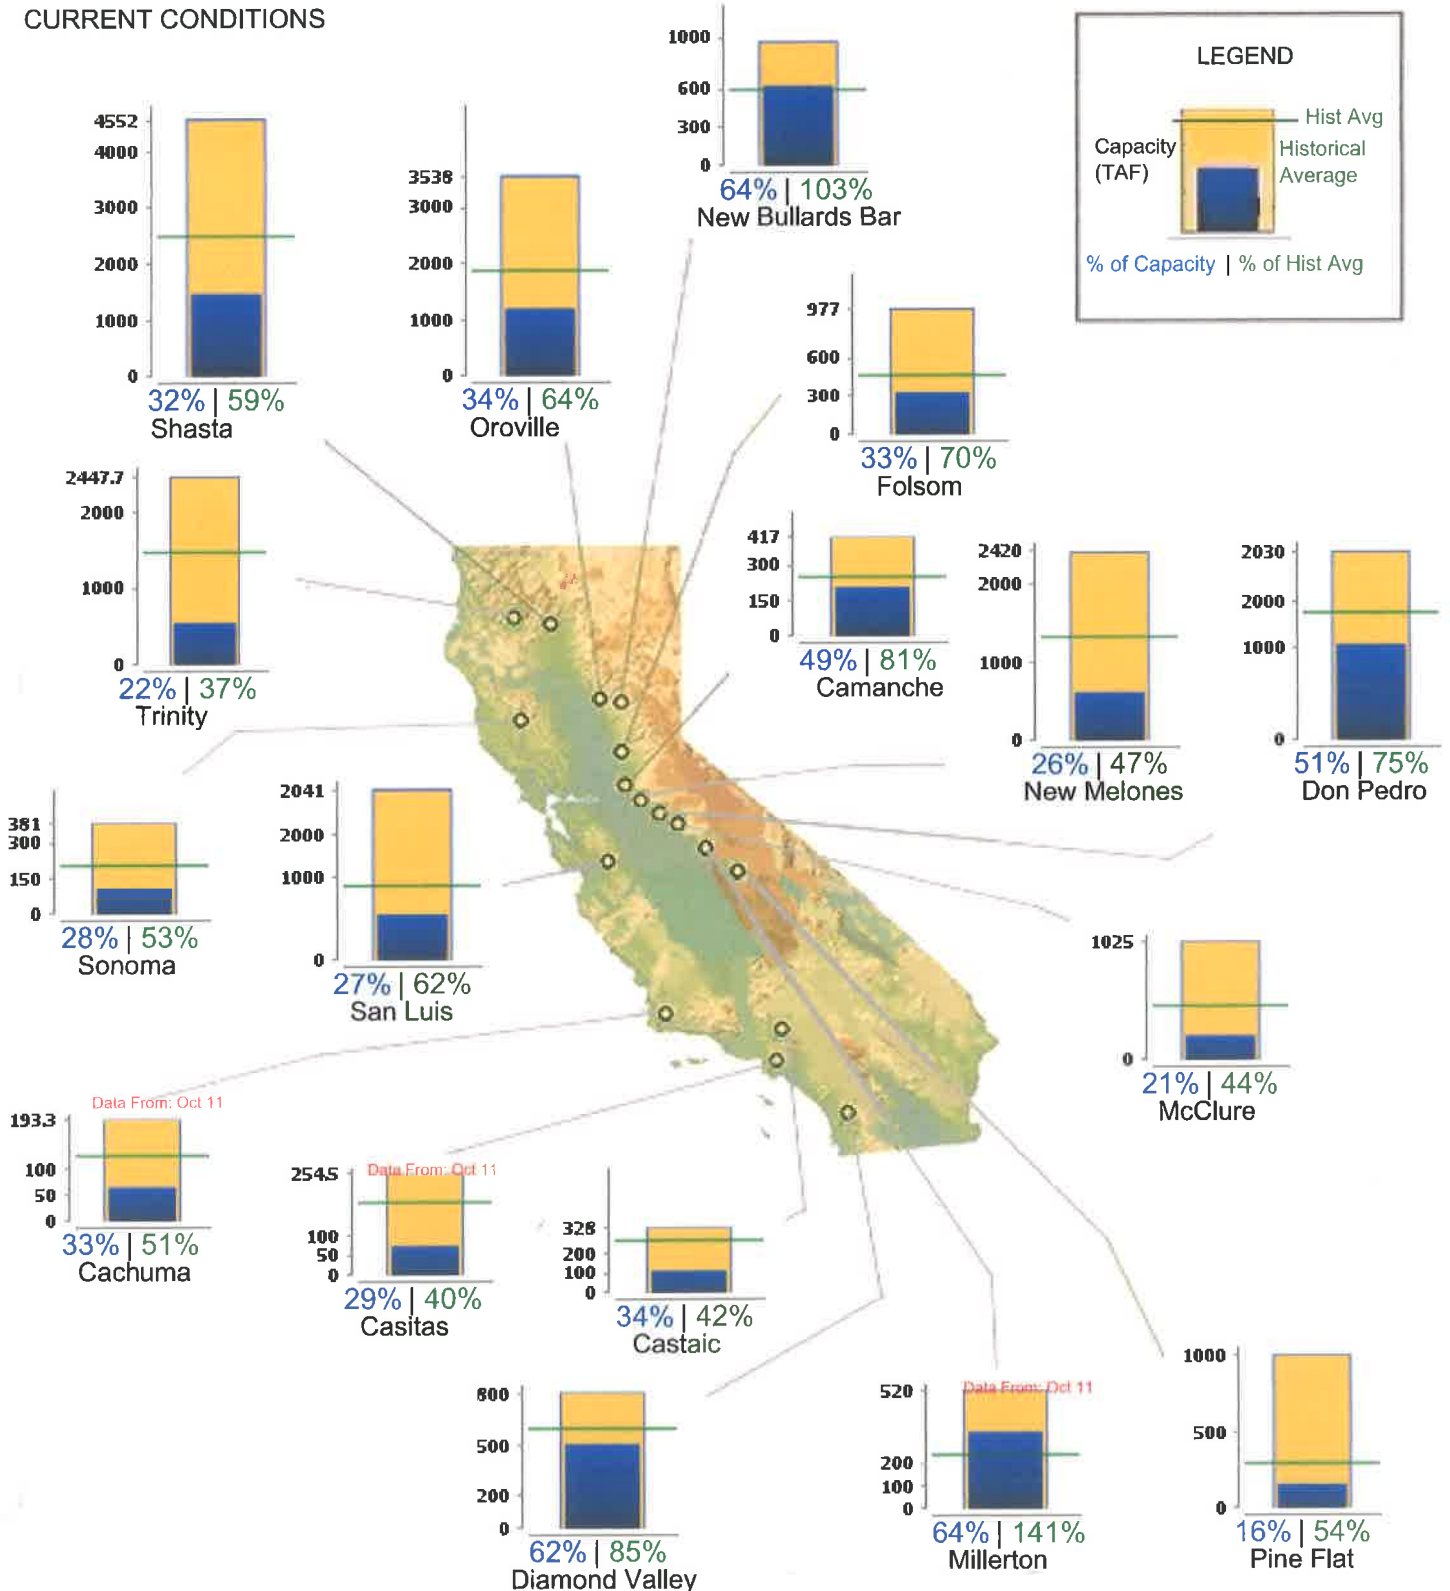 CURRENT CONDITIONS
1000
600
300
0
64% | 103%
New Bullards Bar
LEGEND
Hist Avg
Capacity
(TAF)
Historical
Average
% of Capacity | % of Hist Avg
4552
4000
3000
2000
1000
0
32% | 59%
Shasta
3538
3000
2000
1000
0
34% | 64%
Oroville
977
600
300
0
33% | 70%
Folsom
2447.7
2000
1000
0
22% | 37%
Trinity
417
300
150
0
49% | 81%
Camanche
2420
2000
1000
0
26% | 47%
New Melones
2030
2000
1000
0
51% | 75%
Don Pedro
381
300
150
0
28% | 53%
Sonoma
2041
2000
1000
0
27% | 62%
San Luis
1025
0
21% | 44%
McClure
Data From: Oct 11
193.3
100
50
0
33% | 51%
Cachuma
Data From: Oct 11
254.5
100
50
0
29% | 40%
Casitas
328
200
100
0
34% | 42%
Castaic
800
500
200
0
62% | 85%
Diamond Valley
Data From: Oct 11
520
200
100
0
64% | 141%
Millerton
1000
500
0
16% | 54%
Pine Flat